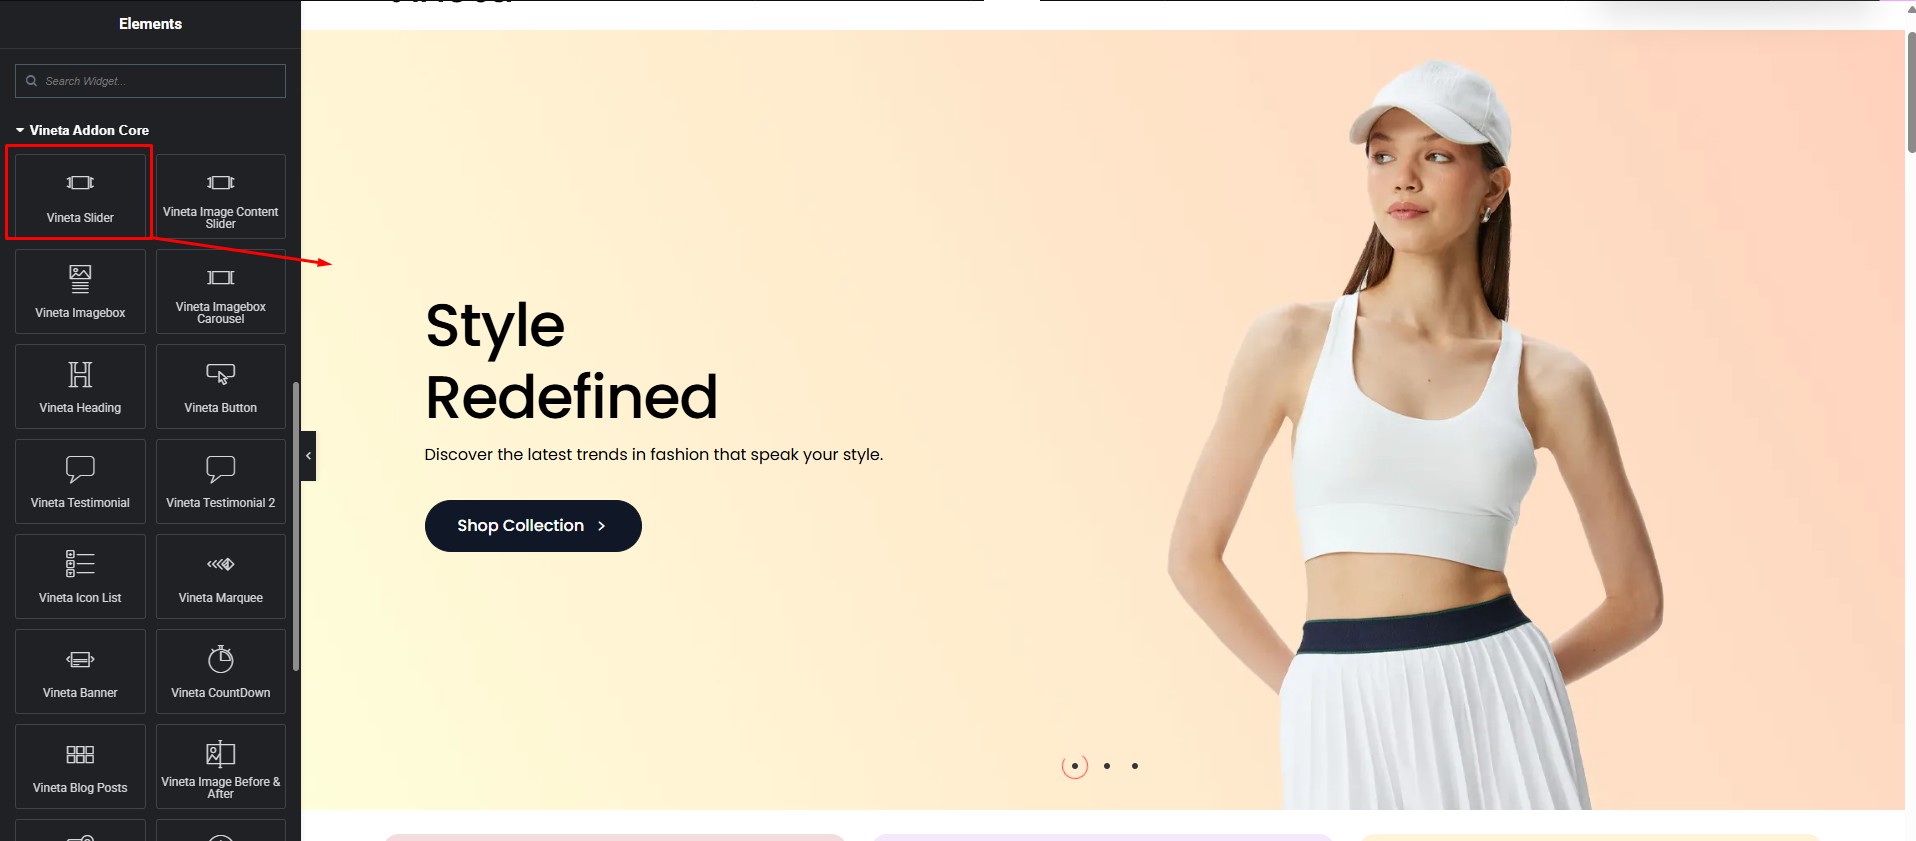 Elements
Search Widget...
Vineta Addon Core
Vineta Slider
Vineta Image Content
Slider
Vineta Imagebox
Vineta Imagebox
Carousel
Vineta Heading
Vineta Button
Vineta Testimonial
Vineta Testimonial 2
Vineta Icon List
Vineta Marquee
Vineta Banner
Vineta CountDown
Vineta Blog Posts
Vineta Image Before &
After
Style
Redefined
Discover the latest trends in fashion that speak your style.
Shop Collection